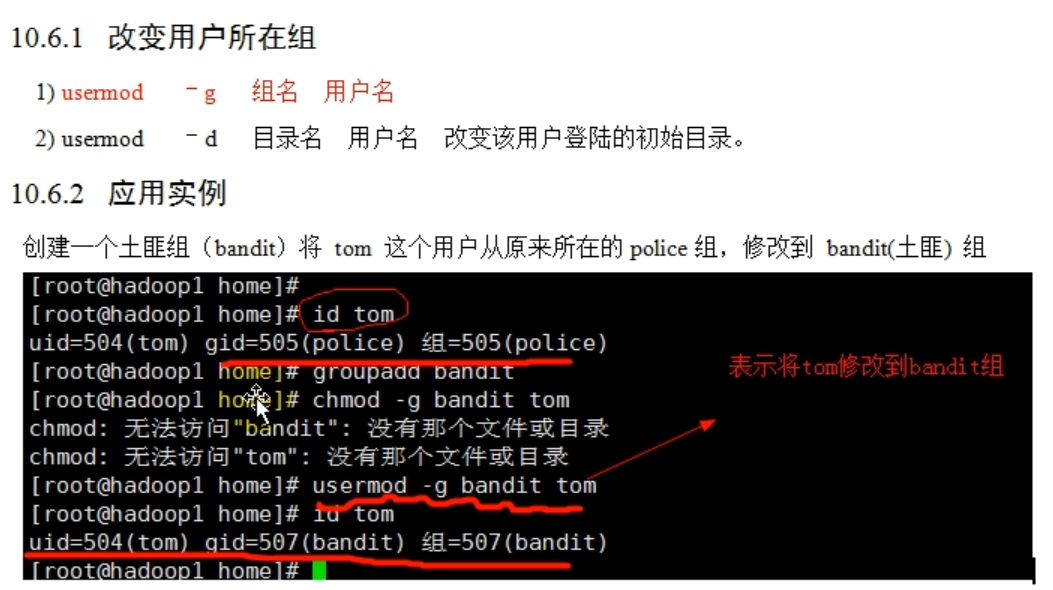 10.6.1 改变用户所在组
1) usermod -g 组名 用户名
2) usermod -d 目录名 用户名 改变该用户登陆的初始目录。
10.6.2 应用实例
创建一个土匪组（bandit）将 tom 这个用户从原来所在的 police 组，修改到 bandit(土匪) 组
[root@hadoop1 home]#
[root@hadoop1 home]# id tom
uid=504(tom) gid=505(police) 组=505(police)
[root@hadoop1 home]# groupadd bandit
[root@hadoop1 home]# chmod -g bandit tom
chmod: 无法访问"bandit": 没有那个文件或目录
chmod: 无法访问"tom": 没有那个文件或目录
[root@hadoop1 home]# usermod -g bandit tom
[root@hadoop1 home]# id tom
uid=504(tom) gid=507(bandit) 组=507(bandit)
[root@hadoop1 home]#
表示将tom修改到bandit组